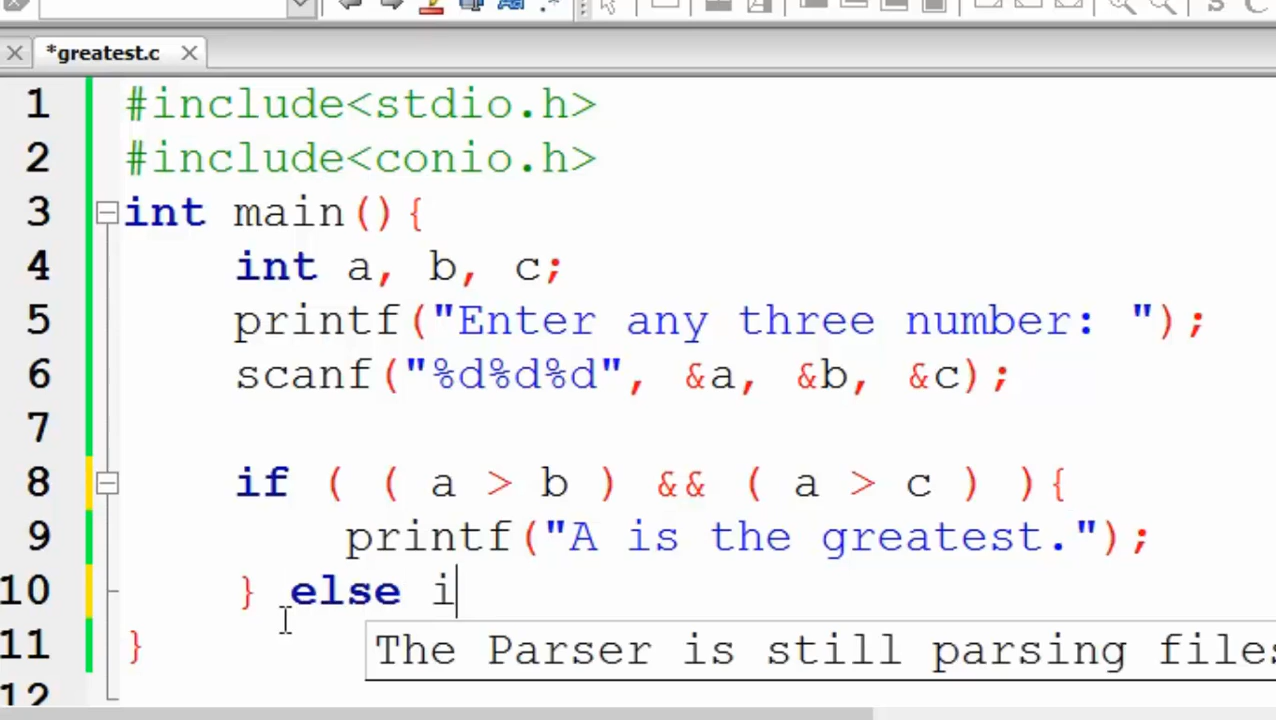 *greatest.c
1 #include<stdio.h>
2 #include<conio.h>
3 int main(){
4 int a, b, c;
5 printf("Enter any three number: ");
6 scanf("%d%d%d", &a, &b, &c);
7
8 if ( ( a > b ) && ( a > c ) ){
9 printf("A is the greatest.");
10 } else i
11 }
The Parser is still parsing files
12